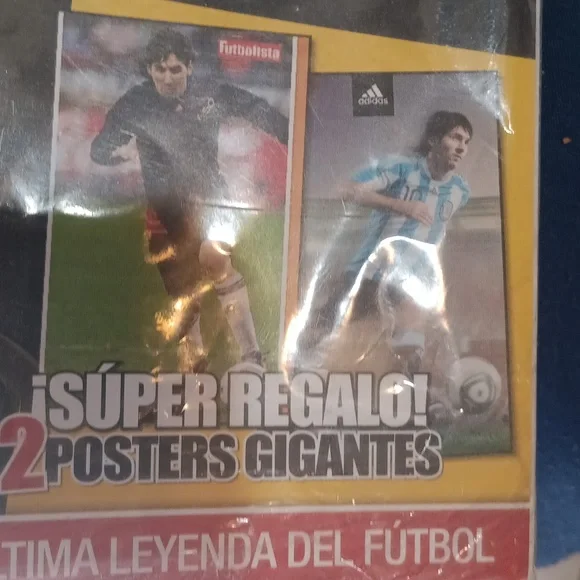 Futbolista
adidas
¡SÚPER REGALO!
2 POSTERS GIGANTES
TIMA LEYENDA DEL FÚTBOL